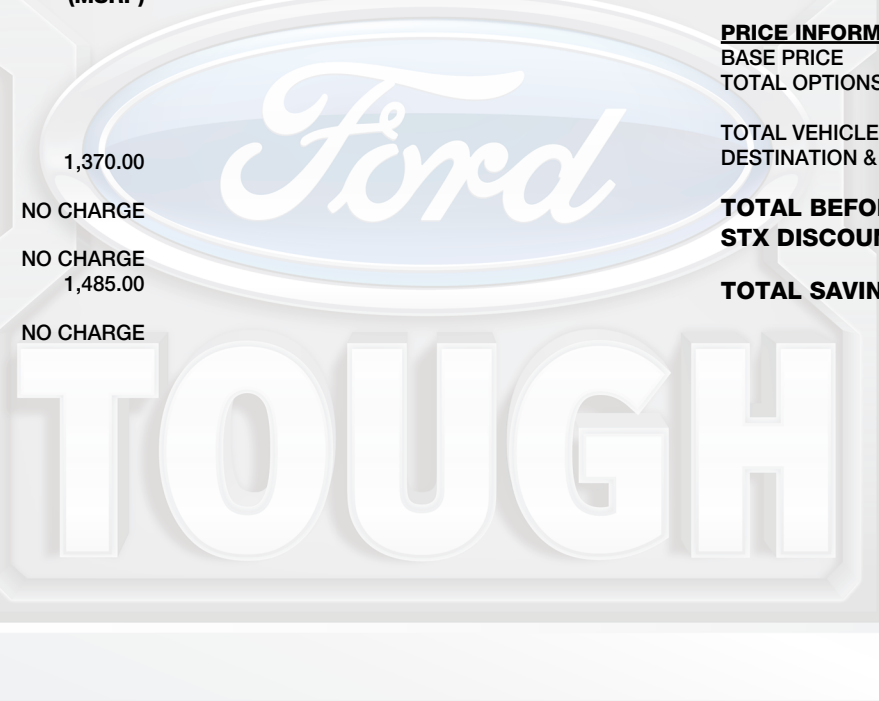 (MSRP)
1,370.00
NO CHARGE
NO CHARGE
1,485.00
NO CHARGE
PRICE INFORM
BASE PRICE
TOTAL OPTIONS
TOTAL VEHICLE
DESTINATION &
TOTAL BEFO
STX DISCOUN
TOTAL SAVIN
Ford
TOUGH